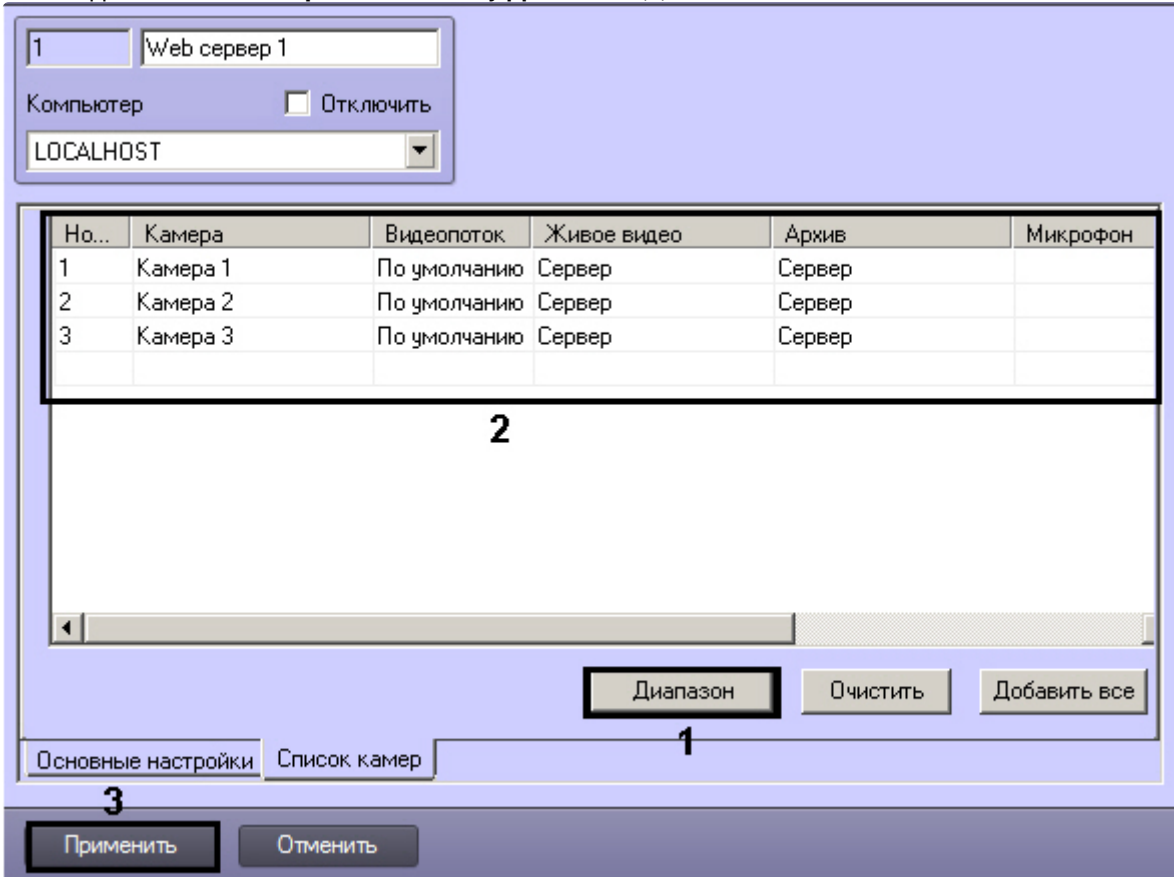 1 Web сервер 1
Компьютер Отключить
LOCALHOST
Но... Камера Видеопоток Живое видео Архив Микрофон
1 Камера 1 По умолчанию Сервер Сервер
2 Камера 2 По умолчанию Сервер Сервер
3 Камера 3 По умолчанию Сервер Сервер
2
Диапазон Очистить Добавить все
1
Основные настройки Список камер
3
Применить Отменить